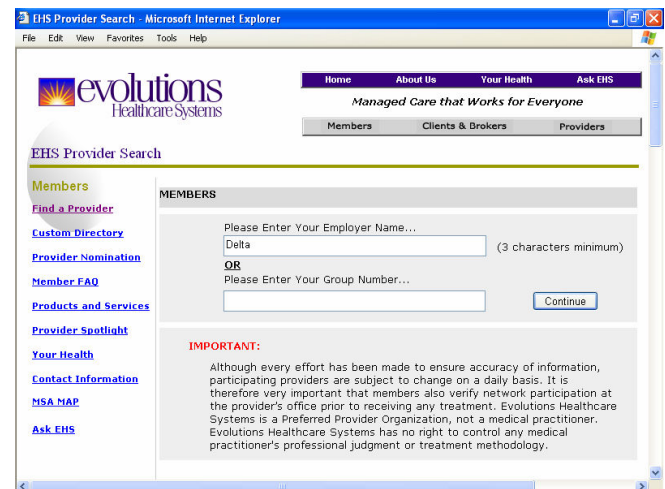 EHS Provider Search - Microsoft Internet Explorer
File Edit View Favorites Tools Help
evolutions
Healthcare Systems
Home About Us Your Health Ask EHS
Managed Care that Works for Everyone
Members Clients & Brokers Providers
EHS Provider Search
Members
Find a Provider
Custom Directory
Provider Nomination
Member FAQ
Products and Services
Provider Spotlight
Your Health
Contact Information
MSA MAP
Ask EHS
MEMBERS
Please Enter Your Employer Name...
Delta (3 characters minimum)
OR
Please Enter Your Group Number...
Continue
IMPORTANT:
Although every effort has been made to ensure accuracy of information,
participating providers are subject to change on a daily basis. It is
therefore very important that members also verify network participation at
the provider's office prior to receiving any treatment. Evolutions Healthcare
Systems is a Preferred Provider Organization, not a medical practitioner.
Evolutions Healthcare Systems has no right to control any medical
practitioner's professional judgment or treatment methodology.